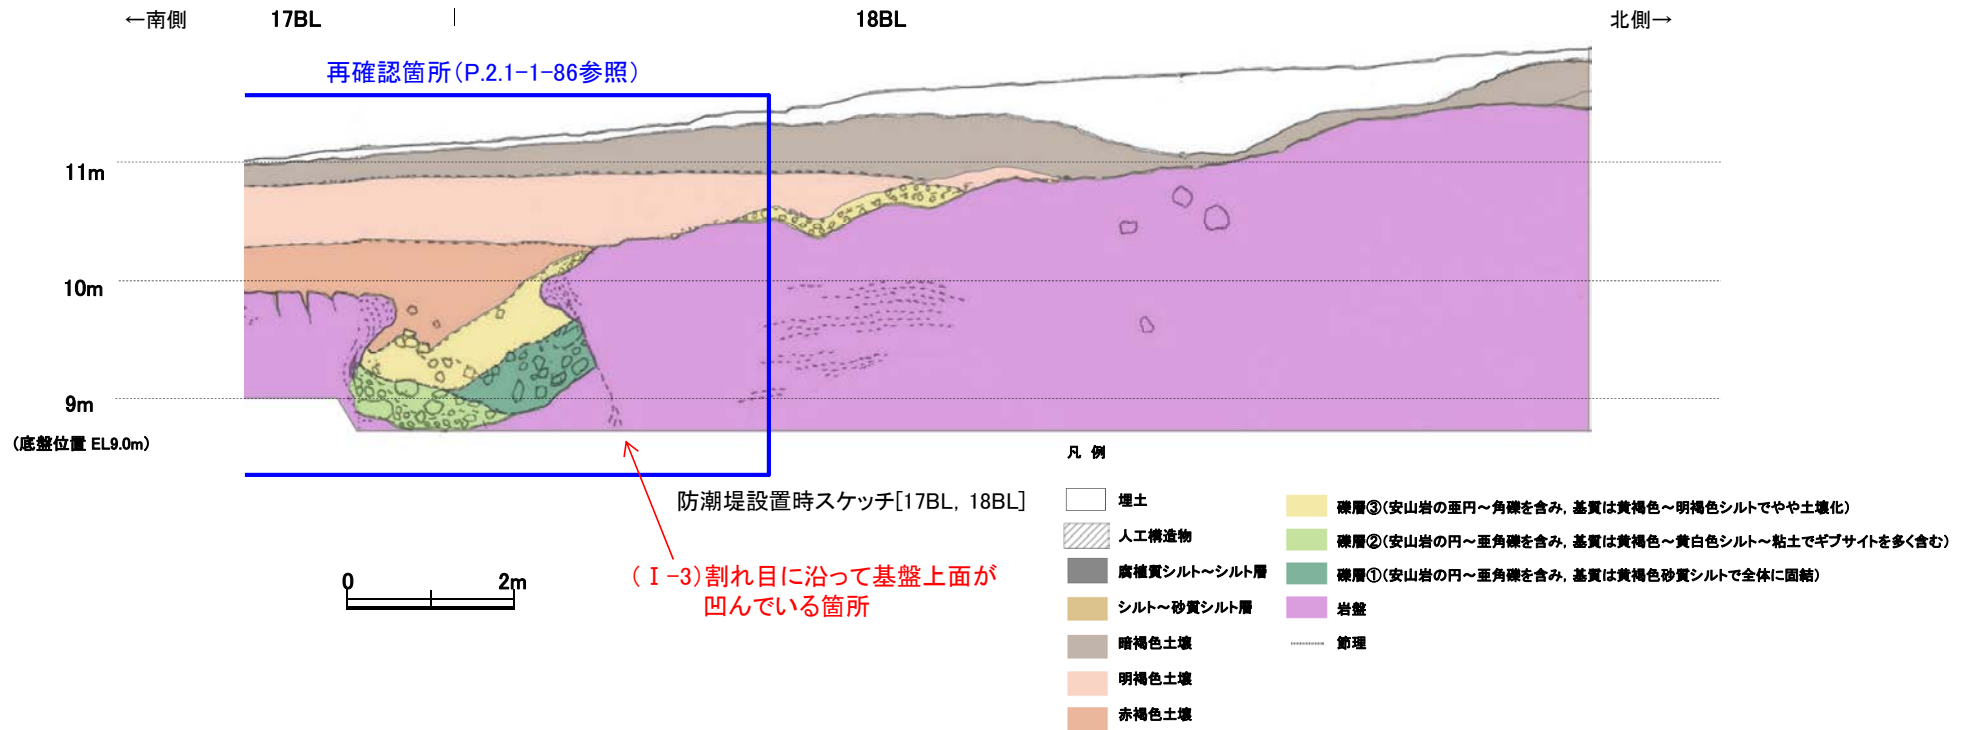 ←南側
17BL
18BL
北側→
再確認箇所(P.2.1-1-86参照)
11m
10m
9m
(底盤位置 EL9.0m)
防潮堤設置時スケッチ[17BL, 18BL]
(Ⅰ-3)割れ目に沿って基盤上面が
凹んでいる箇所
0 2m
凡 例
埋土
人工構造物
腐植質シルト～シルト層
シルト～砂質シルト層
暗褐色土壌
明褐色土壌
赤褐色土壌
礫層③(安山岩の亜円～角礫を含み, 基質は黄褐色～明褐色シルトでやや土壌化)
礫層②(安山岩の円～亜角礫を含み, 基質は黄褐色～黄白色シルト～粘土でギブサイトを多く含む)
礫層①(安山岩の円～亜角礫を含み, 基質は黄褐色砂質シルトで全体に固結)
岩盤
節理